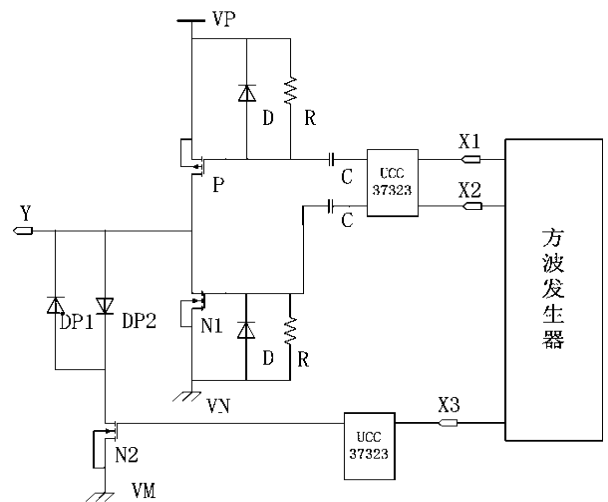 VP
D
R
X1
UCC
37323
P
C
X2
C
Y
方波发生器
DP1
DP2
N1
D
R
VN
X3
UCC
37323
N2
VM